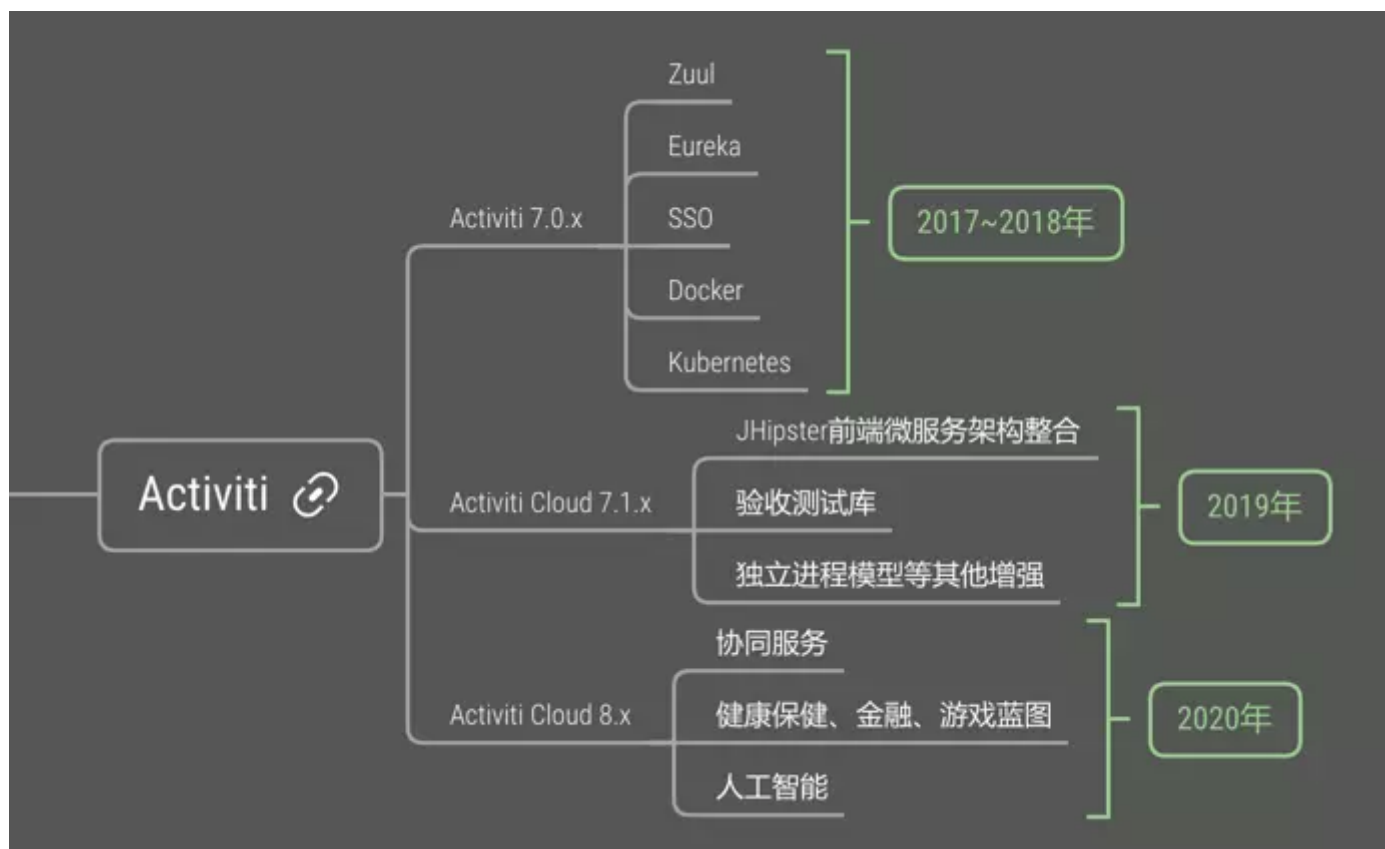 Zuul
Eureka
Activiti 7.0.x
SSO
2017~2018年
Docker
Kubernetes
JHipster前端微服务架构整合
Activiti
Activiti Cloud 7.1.x
验收测试库
2019年
独立进程模型等其他增强
协同服务
Activiti Cloud 8.x
健康保健、金融、游戏蓝图
2020年
人工智能